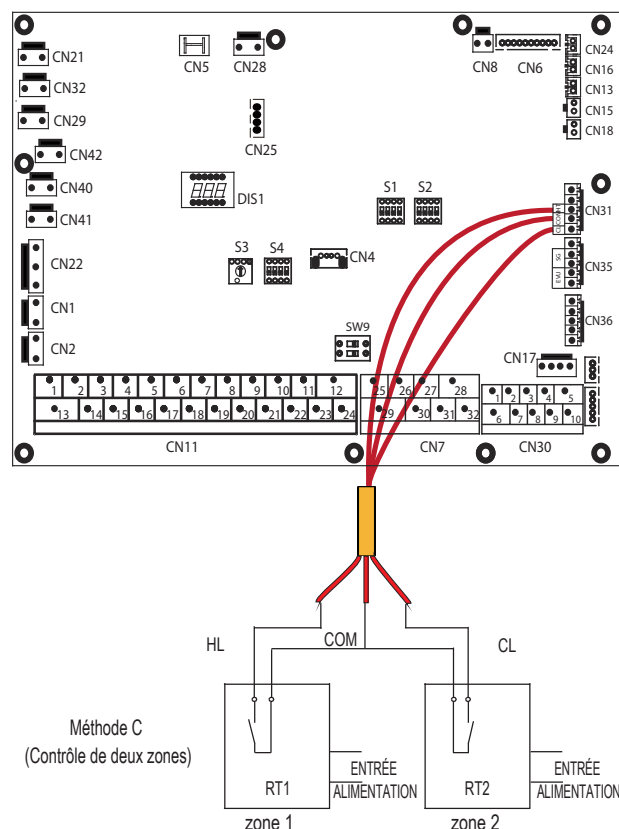 CN21
CN5
CN28
CN8
CN6
CN24
CN32
CN16
CN13
CN29
CN15
CN25
CN18
CN42
CN40
DIS1
S1
S2
CN41
CN31
CN22
S3
S4
CN4
SG
EVU
CN35
CN1
CN36
CN2
SW9
CN17
1 2 3 4 5 6 7 8 9 10 11 12
25 26 27 28
1 2 3 4 5
13 14 15 16 17 18 19 20 21 22 23 24
29 30 31 32
6 7 8 9 10
CN11
CN7
CN30
HL
COM
CL
Méthode C
(Contrôle de deux zones)
RT1
ENTRÉE
ALIMENTATION
RT2
ENTRÉE
ALIMENTATION
zone 1
zone 2